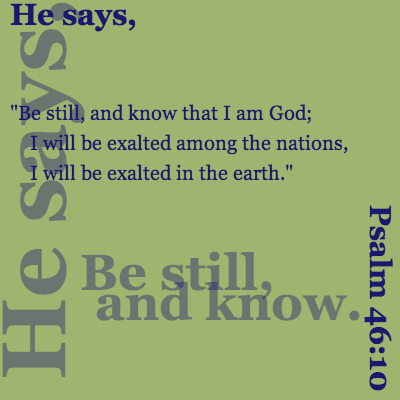 He says,
"Be still, and know that I am God;
I will be exalted among the nations,
I will be exalted in the earth."
He says,
Be still,
and know.
Psalm 46:10